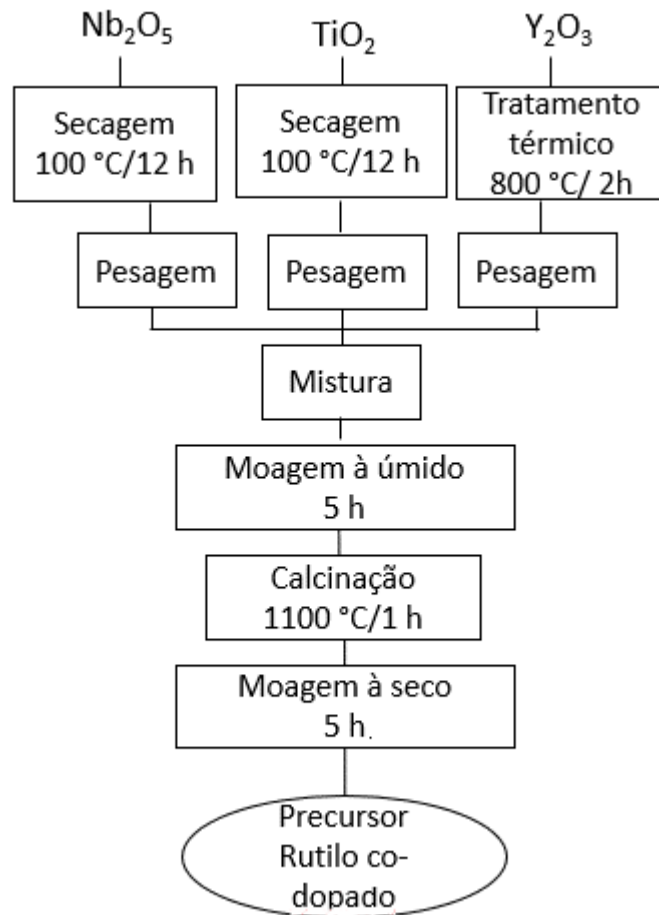 Nb₂O₅
TiO₂
Y₂O₃
Secagem
100 °C/12 h
Secagem
100 °C/12 h
Tratamento
térmico
800 °C/ 2h
Pesagem
Pesagem
Pesagem
Mistura
Moagem à úmido
5 h
Calcinação
1100 °C/1 h
Moagem à seco
5 h.
Precursor
Rutilo co-
dopado